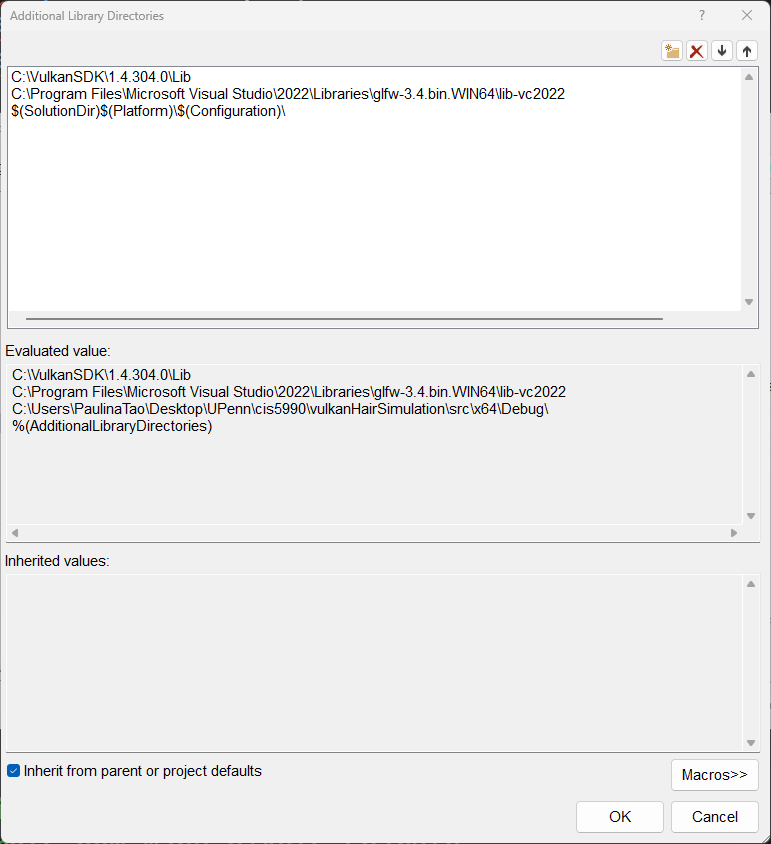 Additional Library Directories
?
C:\VulkanSDK\1.4.304.0\Lib
C:\Program Files\Microsoft Visual Studio\2022\Libraries\glfw-3.4.bin.WIN64\lib-vc2022
$(SolutionDir)$(Platform)\$(Configuration)\
Evaluated value:
C:\VulkanSDK\1.4.304.0\Lib
C:\Program Files\Microsoft Visual Studio\2022\Libraries\glfw-3.4.bin.WIN64\lib-vc2022
C:\Users\PaulinaTao\Desktop\UPenn\cis5990\vulkanHairSimulation\src\x64\Debug\
%(AdditionalLibraryDirectories)
Inherited values:
Inherit from parent or project defaults
Macros>>
OK
Cancel